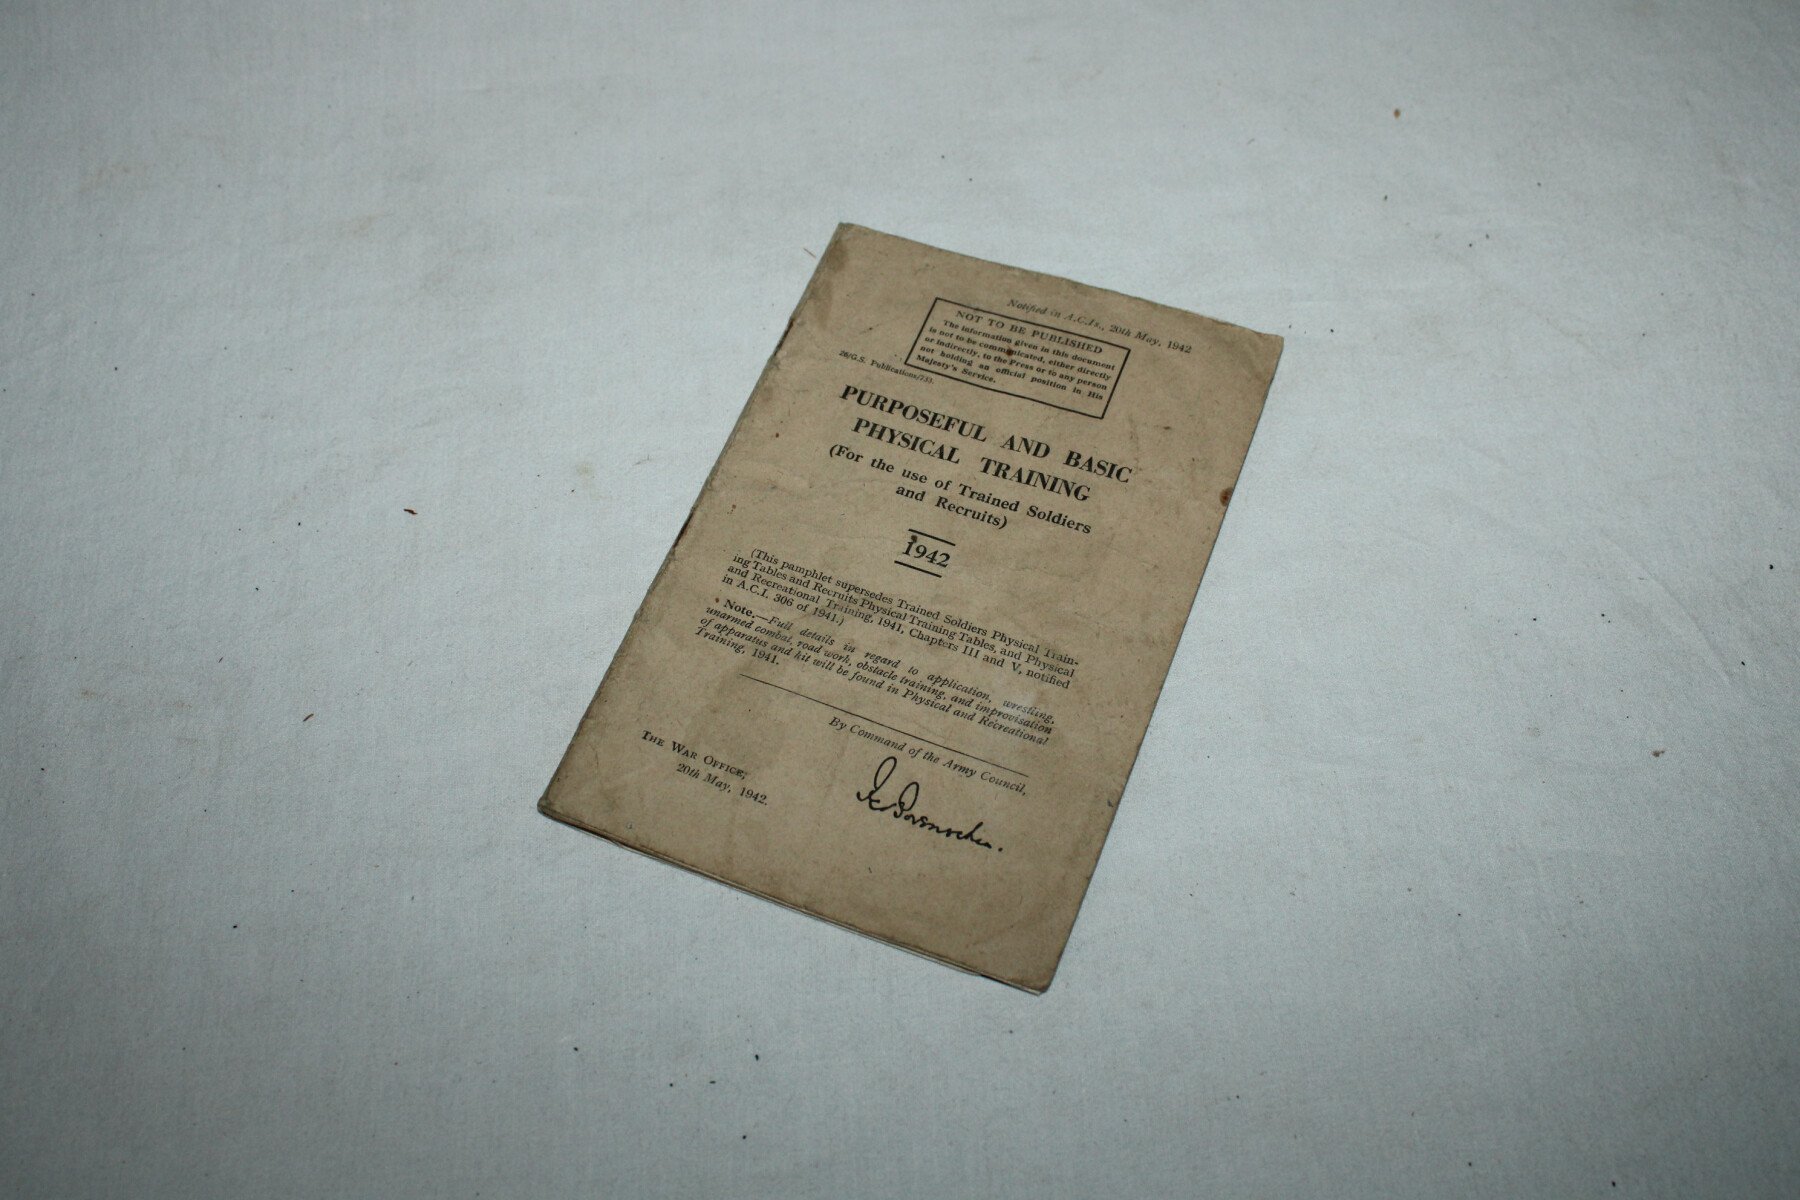 Notified in A.C.Is., 20th May, 1942
NOT TO BE PUBLISHED
The information given in this document
is not to be communicated, either directly
or indirectly, to the Press or to any person
not holding an official position in His
Majesty's Service.
26/G.S. Publications/733.
PURPOSEFUL AND BASIC
PHYSICAL TRAINING
(For the use of Trained Soldiers
and Recruits)
1942
(This pamphlet supersedes Trained Soldiers Physical Train-
ing Tables and Recruits Physical Training Tables, and Physical
and Recreational Training, 1941, Chapters III and V, notified
in A.C.I. 306 of 1941.)
Note.—Full details in regard to application, wrestling,
unarmed combat, road work, obstacle training, and improvisation
of apparatus and kit will be found in Physical and Recreational
Training, 1941.
By Command of the Army Council,
THE WAR OFFICE,
20th May, 1942.